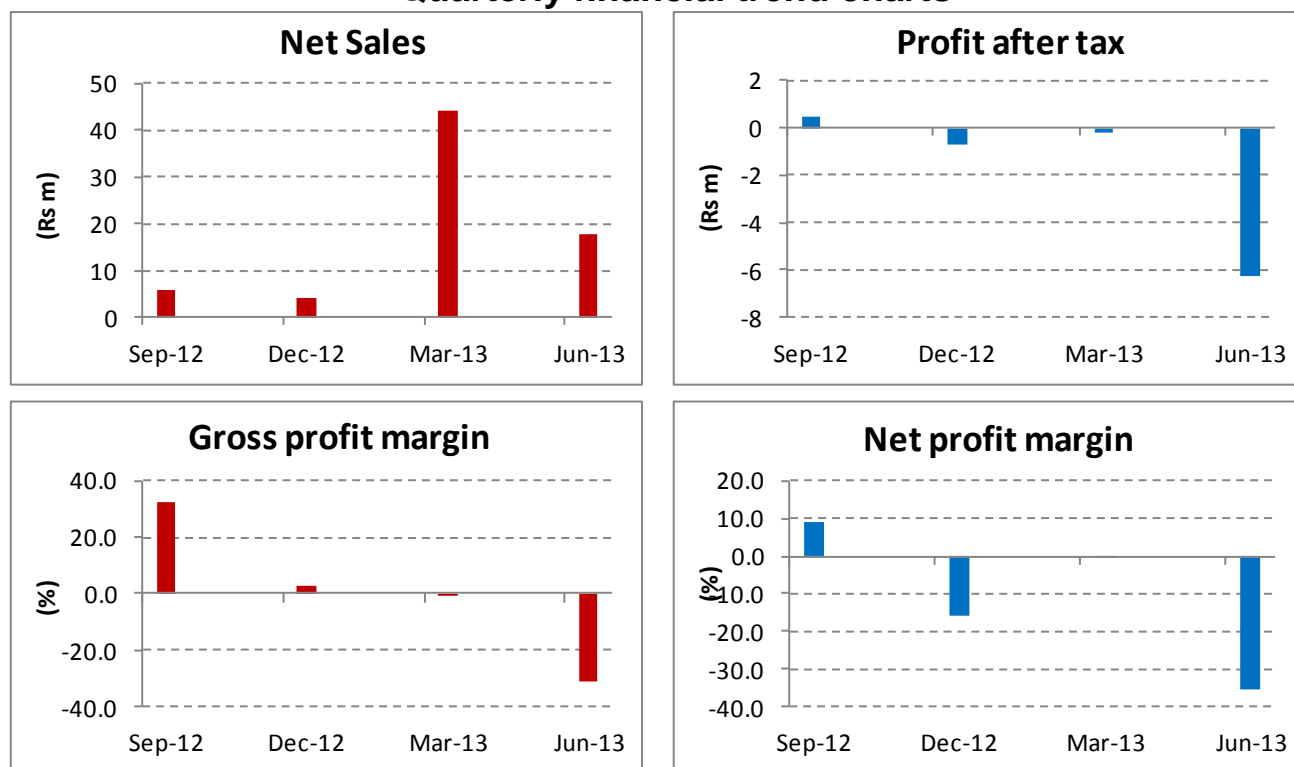 Quarterly financial trend charts
Net Sales
(Rs m)
50
40
30
20
10
0
Sep-12 Dec-12 Mar-13 Jun-13
Profit after tax
(Rs m)
2
0
-2
-4
-6
-8
Sep-12 Dec-12 Mar-13 Jun-13
Gross profit margin
(%)
40.0
20.0
0.0
-20.0
-40.0
Sep-12 Dec-12 Mar-13 Jun-13
Net profit margin
(%)
20.0
10.0
0.0
-10.0
-20.0
-30.0
-40.0
Sep-12 Dec-12 Mar-13 Jun-13